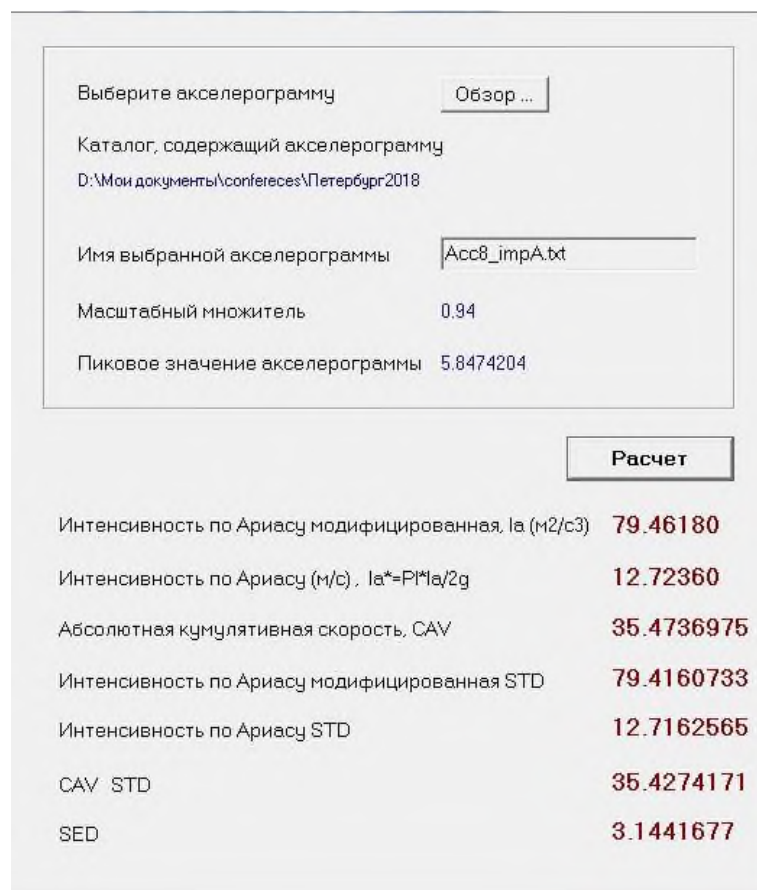 Выберите акселерограмму Обзор ...
Каталог, содержащий акселерограмму
D:\Мои документы\confereces\Петербург2018
Имя выбранной акселерограммы Acc8_impA.txt
Масштабный множитель 0.94
Пиковое значение акселерограммы 5.8474204
Расчет
Интенсивность по Ариасу модифицированная, Ia (м2/с3) 79.46180
Интенсивность по Ариасу (м/с) , Ia*=PI*Ia/2g 12.72360
Абсолютная кумулятивная скорость, CAV 35.4736975
Интенсивность по Ариасу модифицированная STD 79.4160733
Интенсивность по Ариасу STD 12.7162565
CAV STD 35.4274171
SED 3.1441677